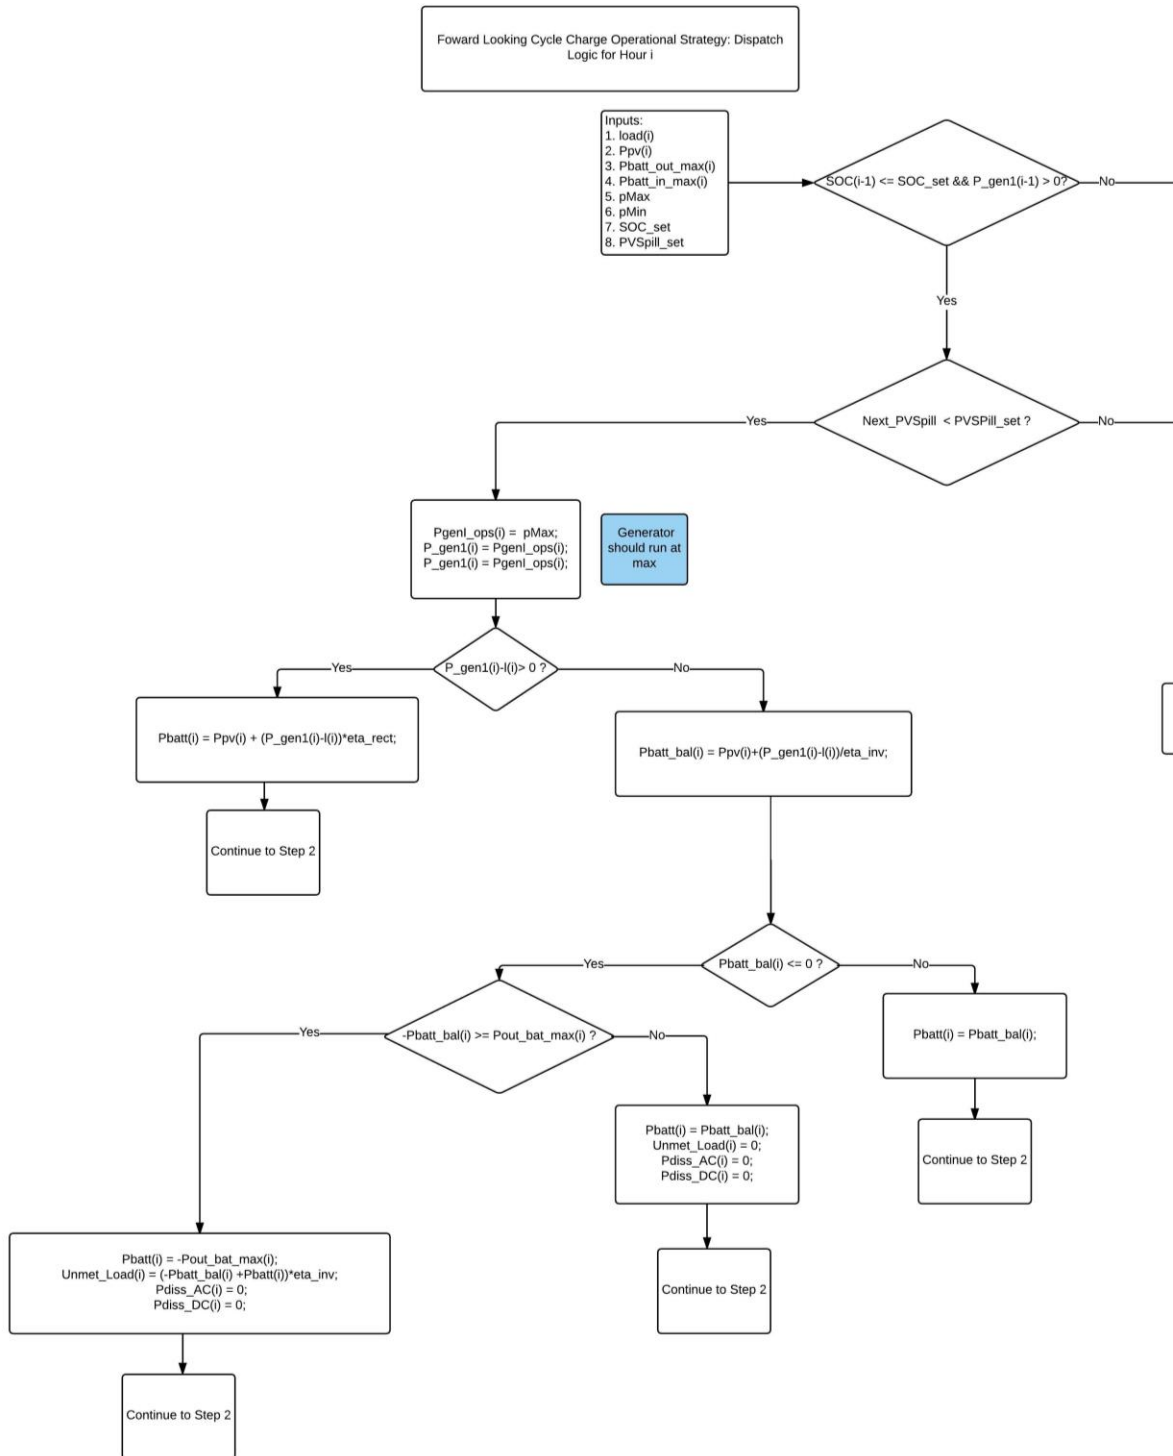 Foward Looking Cycle Charge Operational Strategy: Dispatch
Logic for Hour i
Inputs:
1. load(i)
2. Ppv(i)
3. Pbatt_out_max(i)
4. Pbatt_in_max(i)
5. pMax
6. pMin
7. SOC_set
8. PVSpill_set
SOC(i-1) <= SOC_set && P_gen1(i-1) > 0?
No
Yes
Next_PVSpill < PVSPill_set ?
Yes
No
PgenI_ops(i) = pMax;
P_gen1(i) = PgenI_ops(i);
P_gen1(i) = PgenI_ops(i);
Generator
should run at
max
P_gen1(i)-l(i)> 0 ?
Yes
No
Pbatt(i) = Ppv(i) + (P_gen1(i)-l(i))*eta_rect;
Pbatt_bal(i) = Ppv(i)+(P_gen1(i)-l(i))/eta_inv;
Continue to Step 2
Pbatt_bal(i) <= 0 ?
Yes
No
-Pbatt_bal(i) >= Pout_bat_max(i) ?
Yes
No
Pbatt(i) = Pbatt_bal(i);
Pbatt(i) = Pbatt_bal(i);
Unmet_Load(i) = 0;
Pdiss_AC(i) = 0;
Pdiss_DC(i) = 0;
Continue to Step 2
Pbatt(i) = -Pout_bat_max(i);
Unmet_Load(i) = (-Pbatt_bal(i) +Pbatt(i))*eta_inv;
Pdiss_AC(i) = 0;
Pdiss_DC(i) = 0;
Continue to Step 2
Continue to Step 2